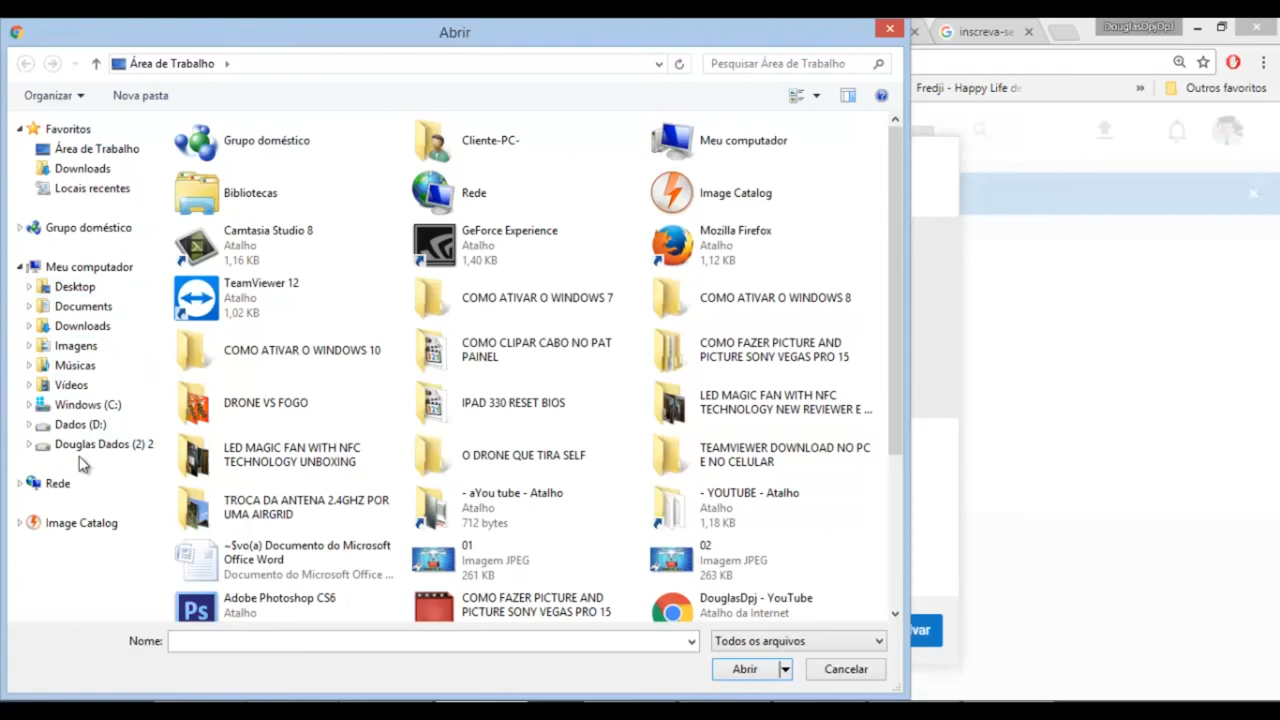 Abrir
inscreva-se
DouglasDpjDpj
Área de Trabalho
Pesquisar Área de Trabalho
Organizar
Nova pasta
Fredji - Happy Life
»
Outros favoritos
Favoritos
Área de Trabalho
Downloads
Locais recentes
Grupo doméstico
Meu computador
Desktop
Documents
Downloads
Imagens
Músicas
Vídeos
Windows (C:)
Dados (D:)
Douglas Dados (2) 2
Rede
Image Catalog
Grupo doméstico
Cliente-PC-
Meu computador
Bibliotecas
Rede
Image Catalog
Camtasia Studio 8
Atalho
1,16 KB
GeForce Experience
Atalho
1,40 KB
Mozilla Firefox
Atalho
1,12 KB
TeamViewer 12
Atalho
1,02 KB
COMO ATIVAR O WINDOWS 7
COMO ATIVAR O WINDOWS 8
COMO ATIVAR O WINDOWS 10
COMO CLIPAR CABO NO PAT
PAINEL
COMO FAZER PICTURE AND
PICTURE SONY VEGAS PRO 15
DRONE VS FOGO
IPAD 330 RESET BIOS
LED MAGIC FAN WITH NFC
TECHNOLOGY NEW REVIEWER E ...
LED MAGIC FAN WITH NFC
TECHNOLOGY UNBOXING
O DRONE QUE TIRA SELF
TEAMVIEWER DOWNLOAD NO PC
E NO CELULAR
TROCA DA ANTENA 2.4GHZ POR
UMA AIRGRID
- aYou tube - Atalho
Atalho
712 bytes
- YOUTUBE - Atalho
Atalho
1,18 KB
~$vo(a) Documento do Microsoft
Office Word
Documento do Microsoft Office ...
01
Imagem JPEG
261 KB
02
Imagem JPEG
263 KB
Adobe Photoshop CS6
Atalho
COMO FAZER PICTURE AND
PICTURE SONY VEGAS PRO 15
DouglasDpj - YouTube
Atalho da Internet
Ps
Nome:
Todos os arquivos
Abrir
Cancelar